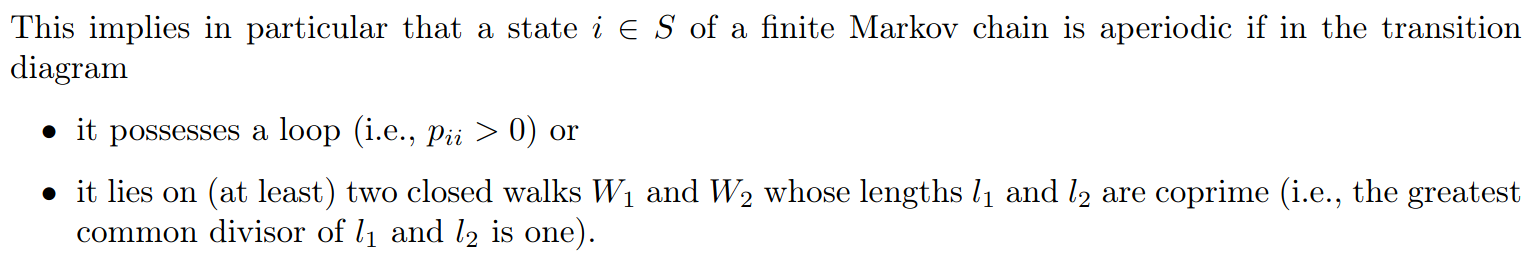 This implies in particular that a state i ∈ S of a finite Markov chain is aperiodic if in the transition
diagram
• it possesses a loop (i.e., p_{ii} > 0) or
• it lies on (at least) two closed walks W_1 and W_2 whose lengths l_1 and l_2 are coprime (i.e., the greatest
common divisor of l_1 and l_2 is one).